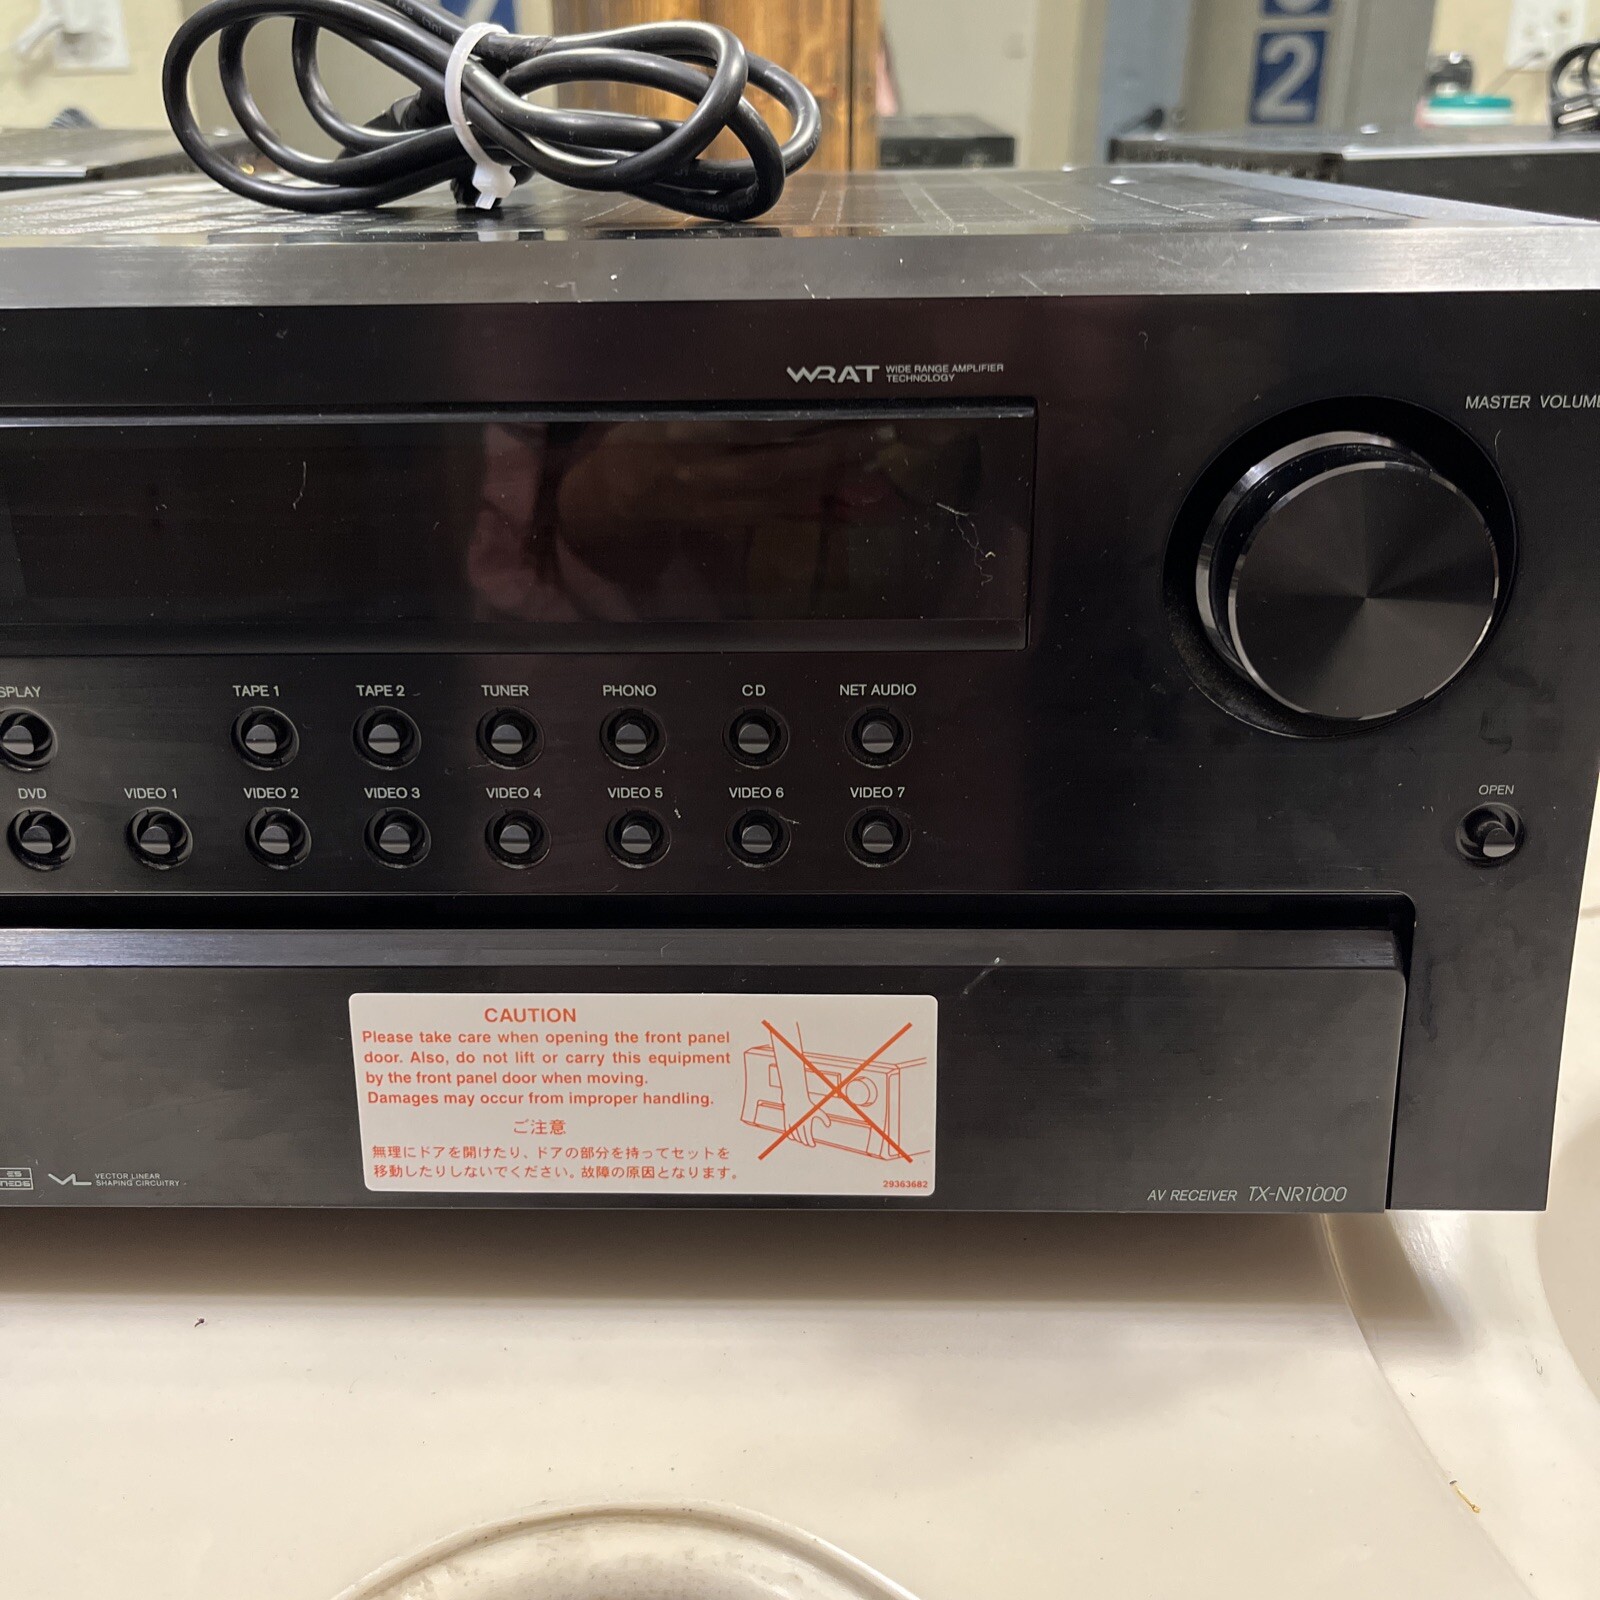 2
WRAT WIDE RANGE AMPLIFIER
TECHNOLOGY
MASTER VOLUME
TAPE 1 TAPE 2 TUNER PHONO CD NET AUDIO
DVD VIDEO 1 VIDEO 2 VIDEO 3 VIDEO 4 VIDEO 5 VIDEO 6 VIDEO 7
OPEN
CAUTION
Please take care when opening the front panel
door. Also, do not lift or carry this equipment
by the front panel door when moving.
Damages may occur from improper handling.
ご注意
無理にドアを開けたり、ドアの部分を持ってセットを
移動したりしないでください。故障の原因となります。
29363682
VL VECTOR LINEAR
SHAPING CIRCUITRY
AV RECEIVER TX-NR1000